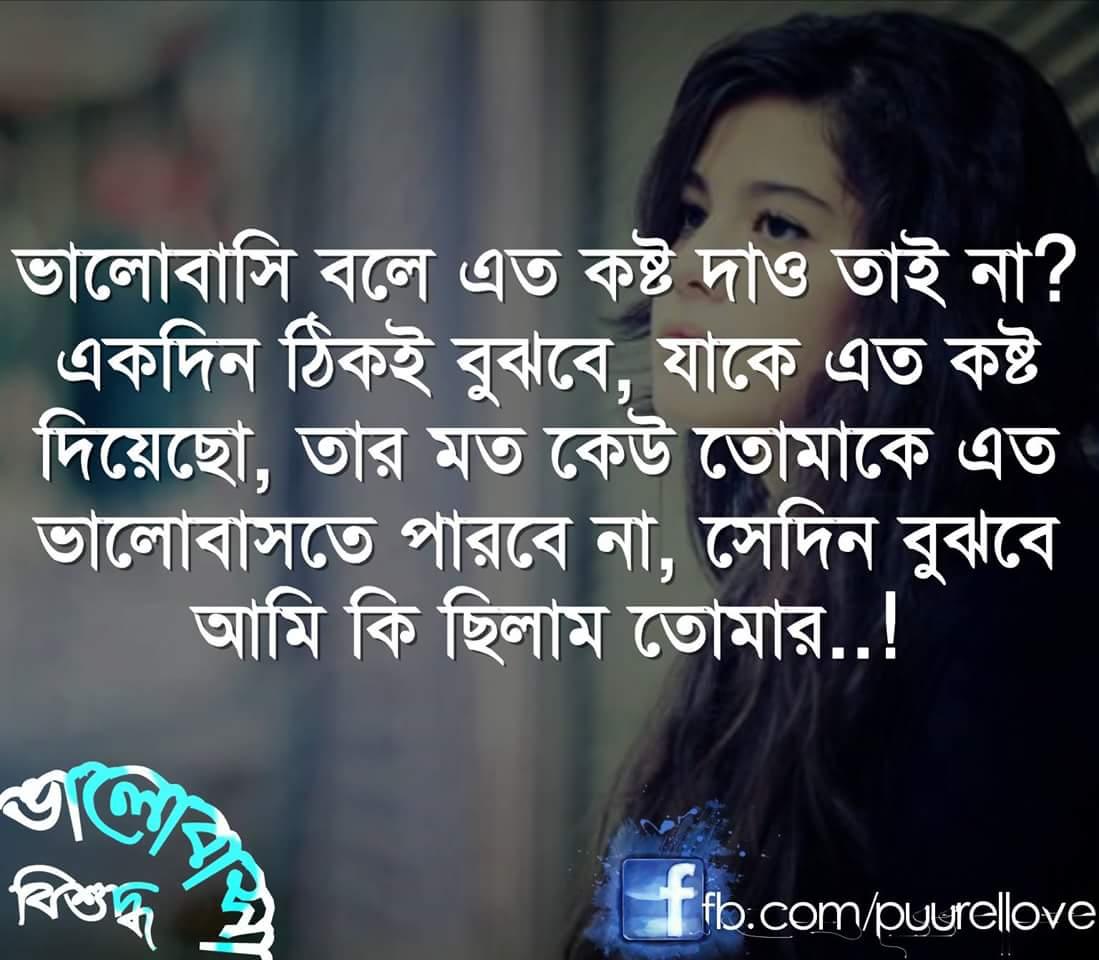 ভালোবাসি বলে এত কষ্ট দাও তাই না?
একদিন ঠিকই বুঝবে, যাকে এত কষ্ট
দিয়েছো, তার মত কেউ তোমাকে এত
ভালোবাসতে পারবে না, সেদিন বুঝবে
আমি কি ছিলাম তোমার..!
ভালোবাসা
বিশুদ্ধ
fb.com/puurellove